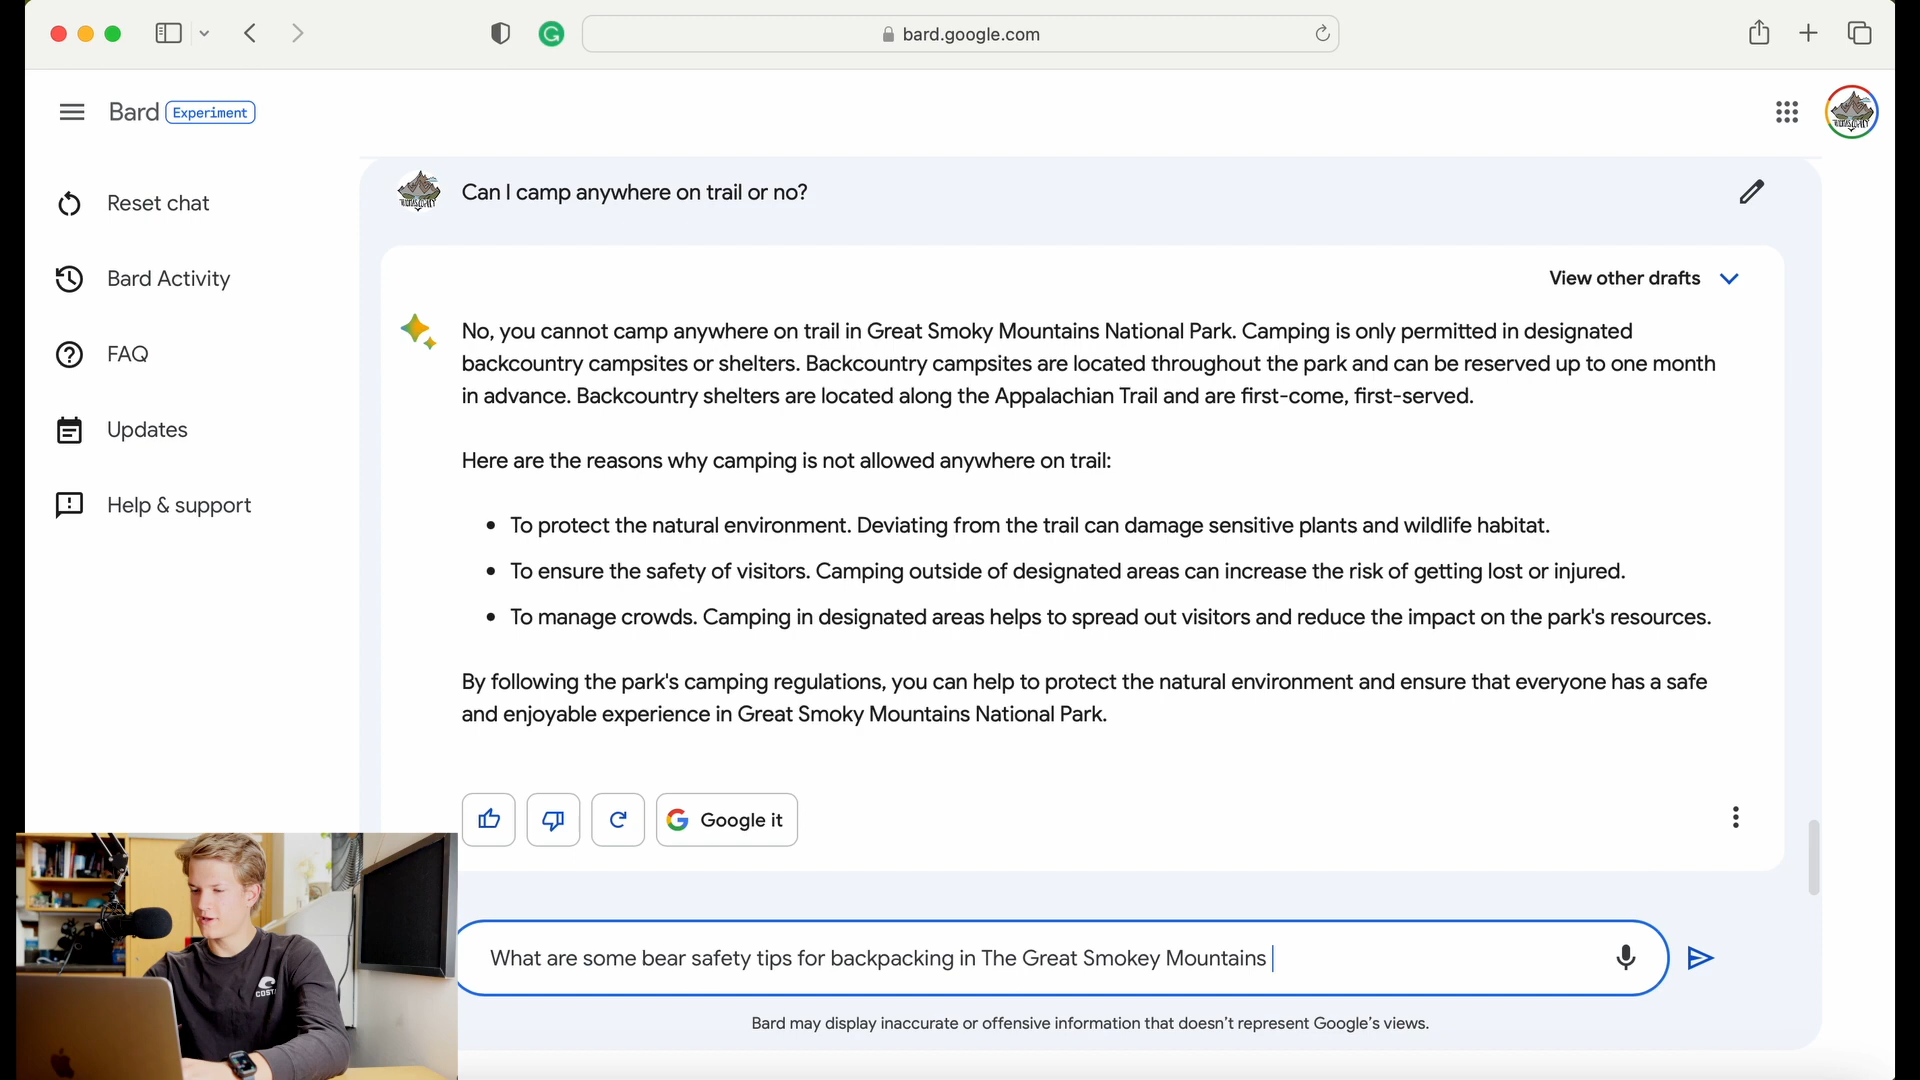 bard.google.com
Bard Experiment
Reset chat
Bard Activity
FAQ
Updates
Help & support
Can I camp anywhere on trail or no?
View other drafts
No, you cannot camp anywhere on trail in Great Smoky Mountains National Park. Camping is only permitted in designated
backcountry campsites or shelters. Backcountry campsites are located throughout the park and can be reserved up to one month
in advance. Backcountry shelters are located along the Appalachian Trail and are first-come, first-served.
Here are the reasons why camping is not allowed anywhere on trail:
• To protect the natural environment. Deviating from the trail can damage sensitive plants and wildlife habitat.
• To ensure the safety of visitors. Camping outside of designated areas can increase the risk of getting lost or injured.
• To manage crowds. Camping in designated areas helps to spread out visitors and reduce the impact on the park's resources.
By following the park's camping regulations, you can help to protect the natural environment and ensure that everyone has a safe
and enjoyable experience in Great Smoky Mountains National Park.
Google it
What are some bear safety tips for backpacking in The Great Smokey Mountains
Bard may display inaccurate or offensive information that doesn't represent Google's views.